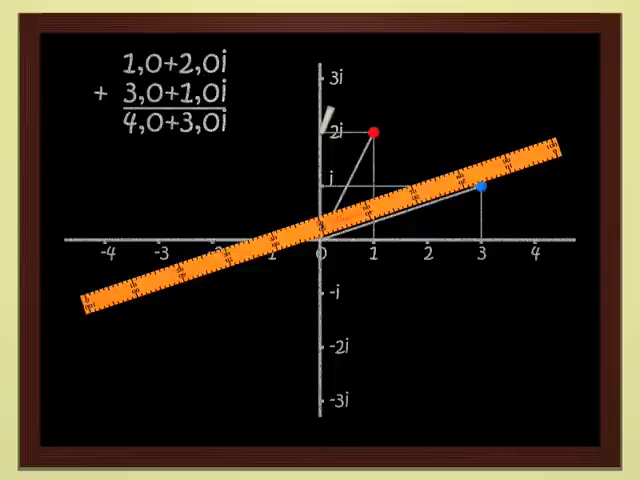 1,0+2,0i
+ 3,0+1,0i
4,0+3,0i
3i
2i
i
-4 -3 -2 -1 0 1 2 3 4
-i
-2i
-3i